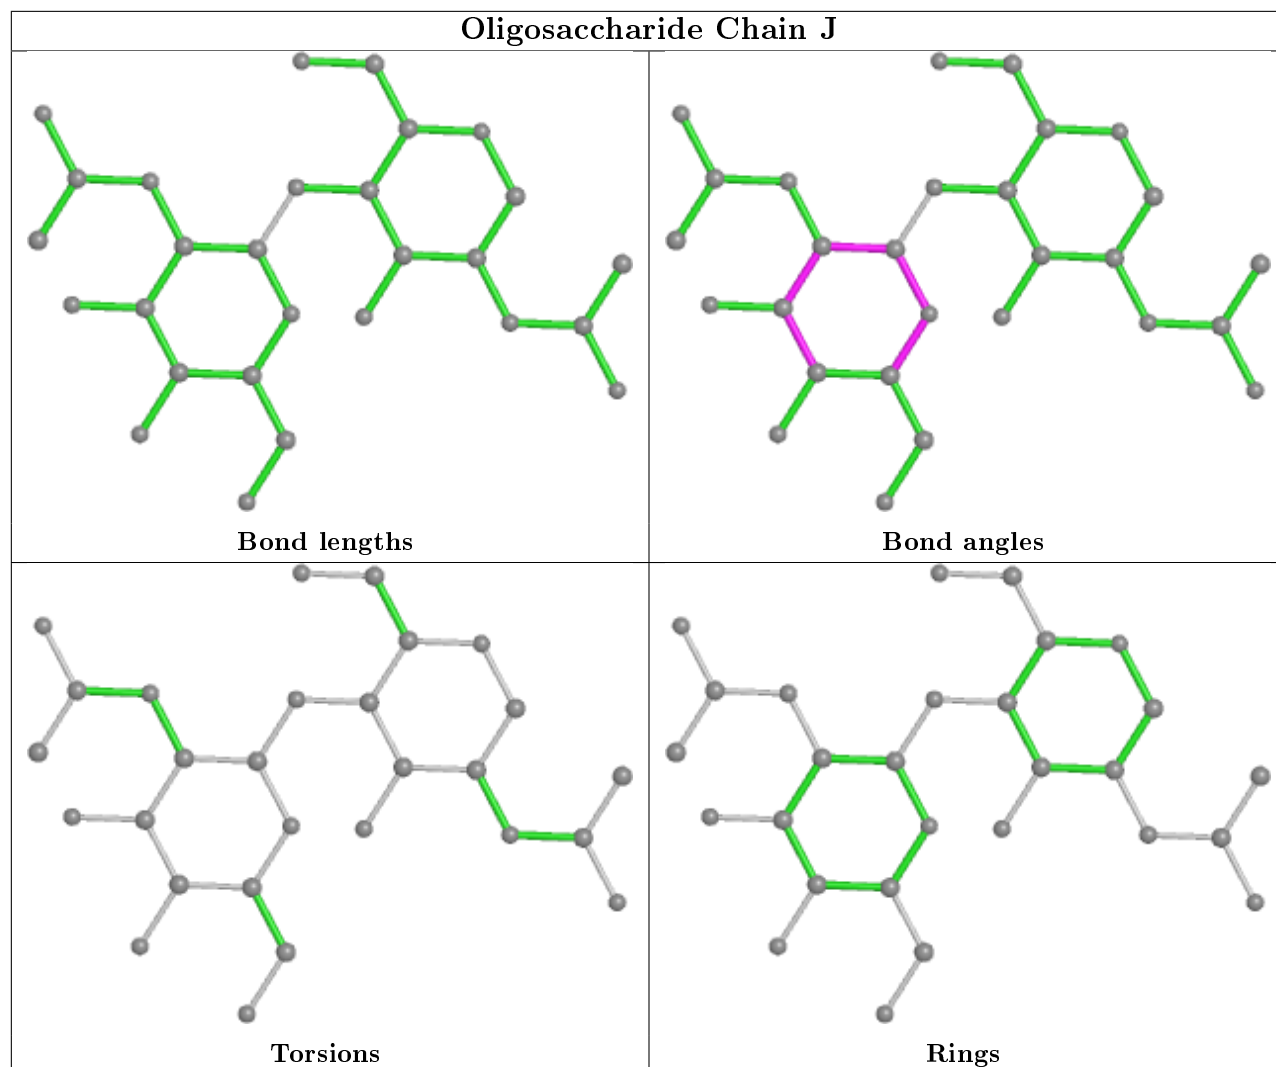 Oligosaccharide Chain J
Bond lengths
Bond angles
Torsions
Rings